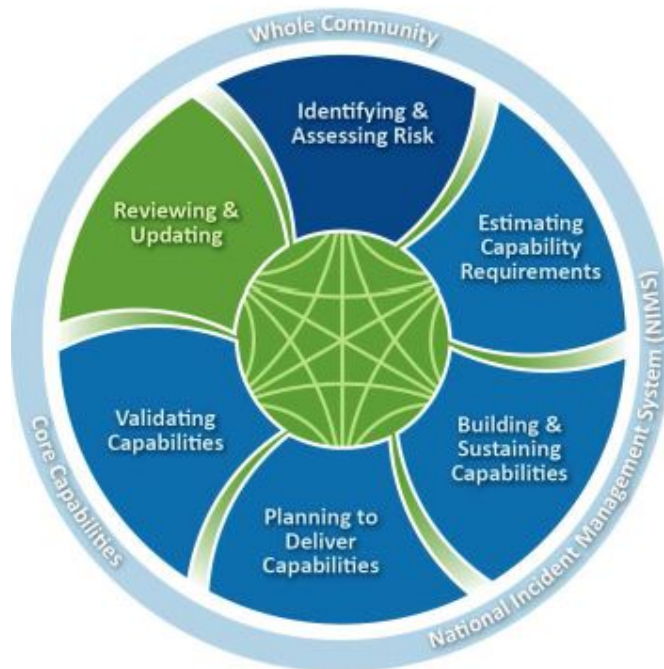 Whole Community
Identifying &
Assessing Risk
Estimating
Capability
Requirements
Building &
Sustaining
Capabilities
Planning to
Deliver
Capabilities
Validating
Capabilities
Reviewing &
Updating
National Incident Management System (NIMS)
Core Capabilities